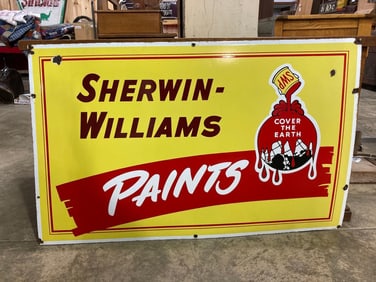 SHERWIN-
WILLIAMS
PAINTS
SWP
COVER
THE
EARTH